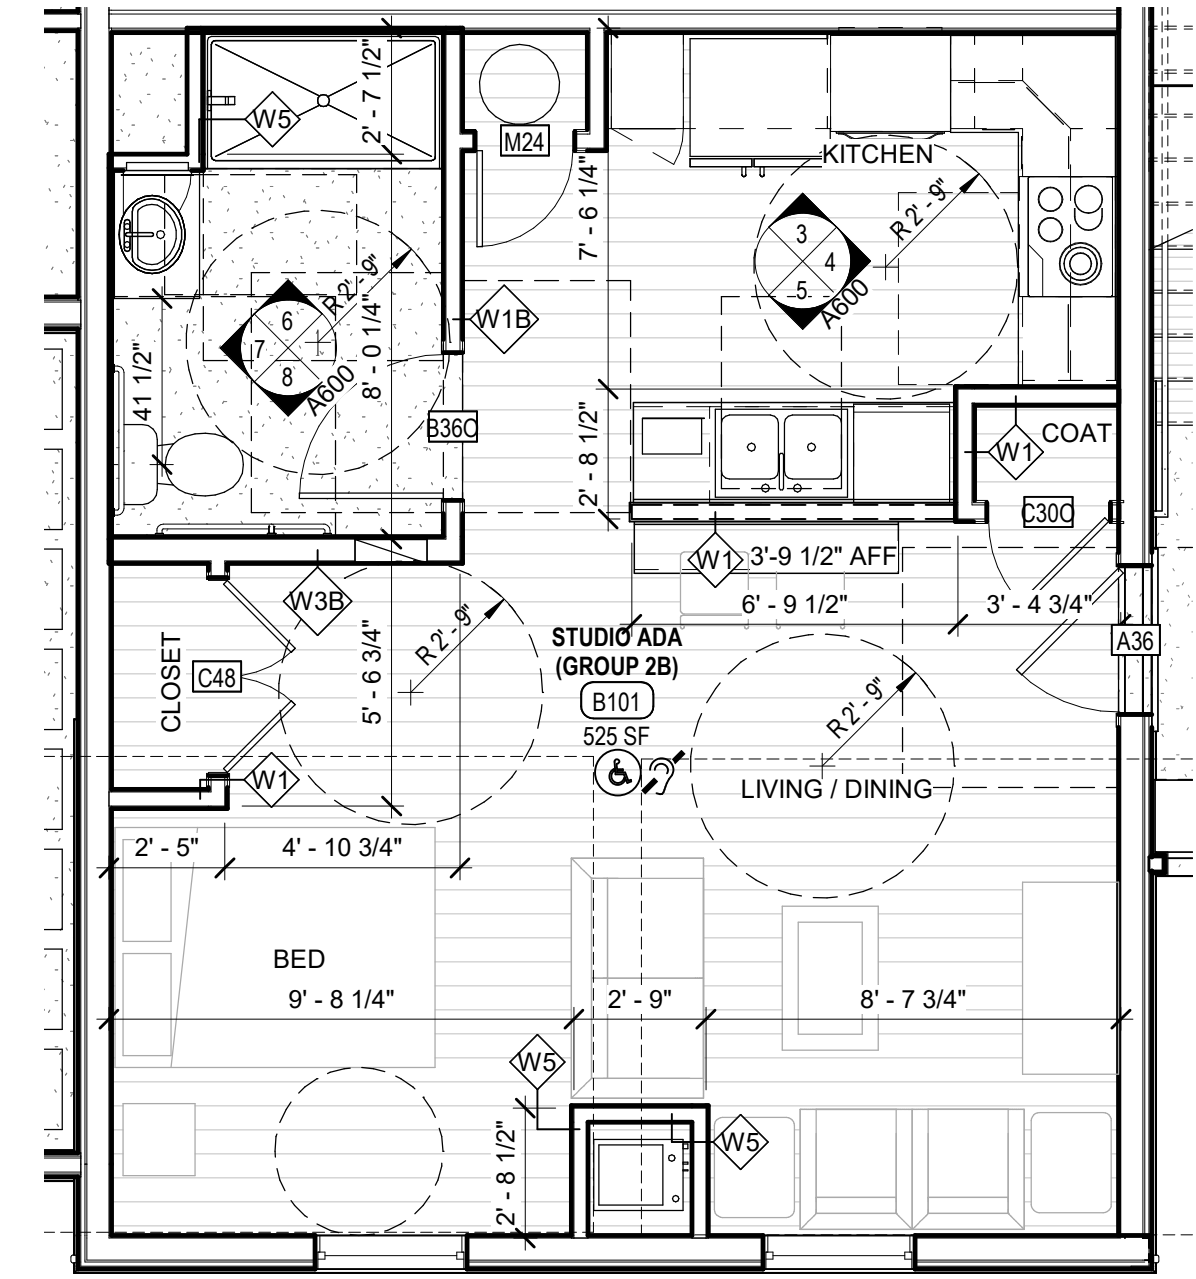 2' - 7 1/2"
W5
M24
KITCHEN
7' - 6 1/4"
R 2' - 9"
3
4
5
A600
R 2' - 9"
6
7
8
A600
8' - 0 1/4"
W1B
41 1/2"
B36O
2' - 8 1/2"
COAT
W1
C30O
W1
3'-9 1/2" AFF
6' - 9 1/2"
3' - 4 3/4"
W3B
R 2' - 9"
CLOSET
C48
5' - 6 3/4"
STUDIO ADA
(GROUP 2B)
B101
525 SF
A36
R 2' - 9"
LIVING / DINING
W1
2' - 5"
4' - 10 3/4"
BED
9' - 8 1/4"
2' - 9"
8' - 7 3/4"
W5
2' - 8 1/2"
W5